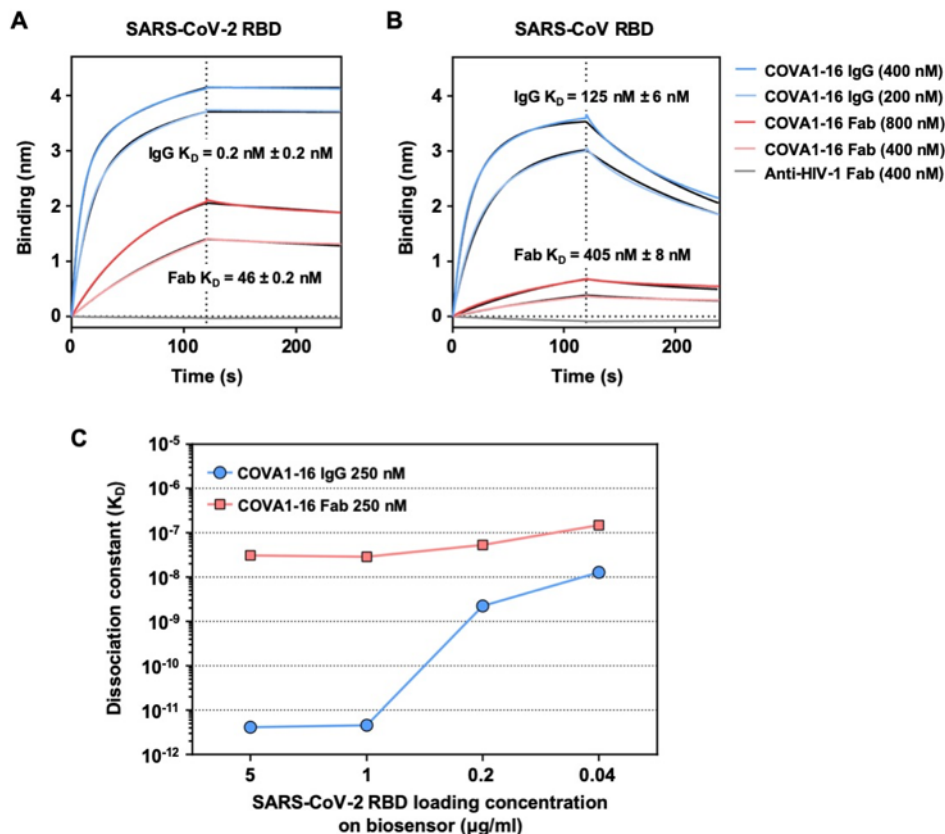 A
SARS-CoV-2 RBD
Binding (nm)
4
3
2
1
0
IgG K_D = 0.2 nM ± 0.2 nM
Fab K_D = 46 ± 0.2 nM
0
100
200
Time (s)
B
SARS-CoV RBD
Binding (nm)
4
3
2
1
0
IgG K_D = 125 nM ± 6 nM
Fab K_D = 405 nM ± 8 nM
0
100
200
Time (s)
COVA1-16 IgG (400 nM)
COVA1-16 IgG (200 nM)
COVA1-16 Fab (800 nM)
COVA1-16 Fab (400 nM)
Anti-HIV-1 Fab (400 nM)
C
Dissociation constant (K_D)
10⁻⁵
10⁻⁶
10⁻⁷
10⁻⁸
10⁻⁹
10⁻¹⁰
10⁻¹¹
10⁻¹²
COVA1-16 IgG 250 nM
COVA1-16 Fab 250 nM
5
1
0.2
0.04
SARS-CoV-2 RBD loading concentration
on biosensor (µg/ml)